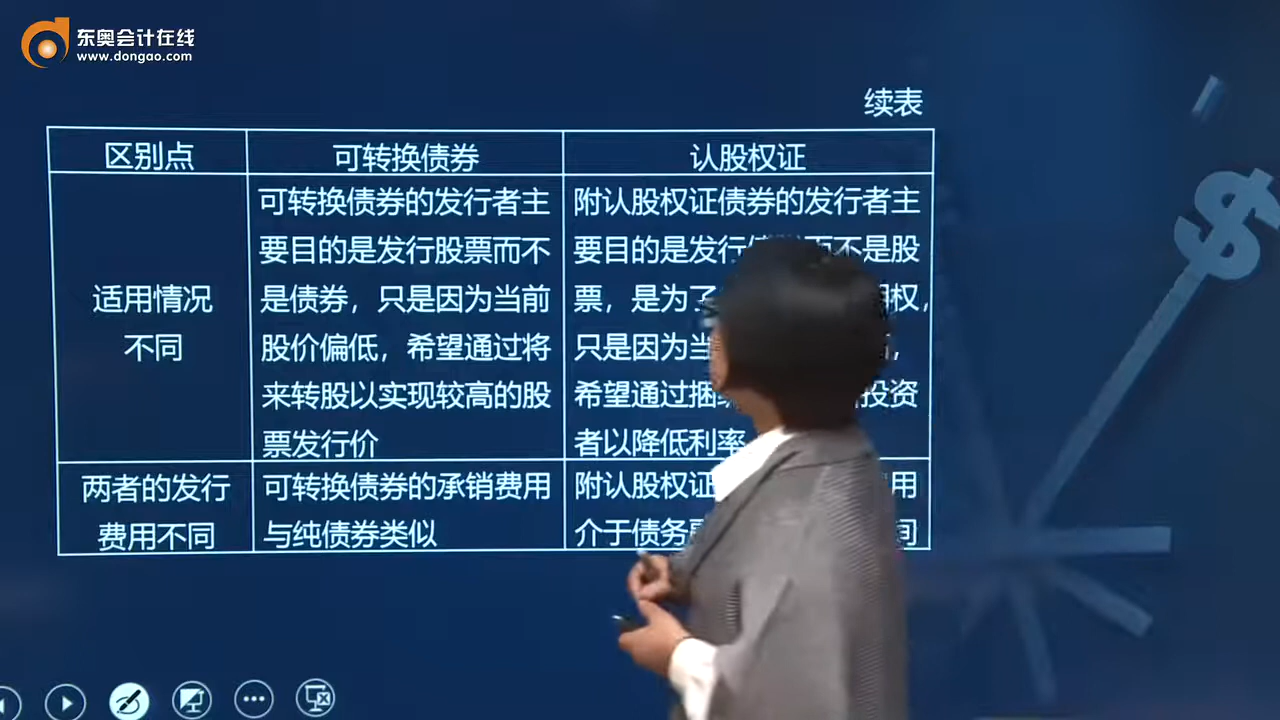 东奥会计在线
www.dongao.com
续表
区别点
可转换债券
认股权证
适用情况
不同
可转换债券的发行者主
要目的是发行股票而不
是债券，只是因为当前
股价偏低，希望通过将
来转股以实现较高的股
票发行价
附认股权证债券的发行者主
要目的是发行 不是股
票，是为了 期权，
只是因为当
希望通过捆 投资
者以降低利率
两者的发行
费用不同
可转换债券的承销费用
与纯债券类似
附认股权证 用
介于债务 间